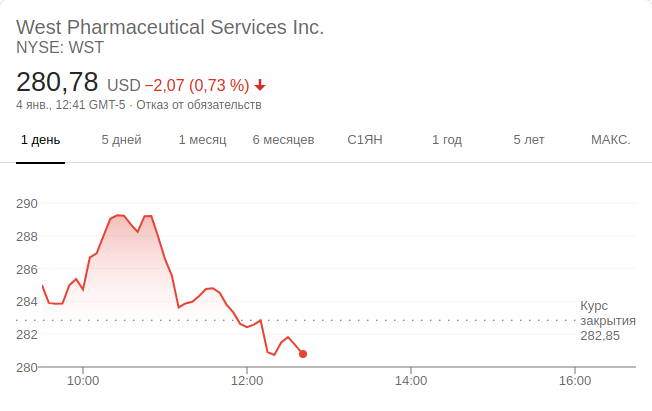 West Pharmaceutical Services Inc.
NYSE: WST
280,78 USD −2,07 (0,73 %)
4 янв., 12:41 GMT-5 · Отказ от обязательств
1 день 5 дней 1 месяц 6 месяцев С1ЯН 1 год 5 лет МАКС.
290
288
286
284
282
280
Курс
закрытия
282,85
10:00 12:00 14:00 16:00